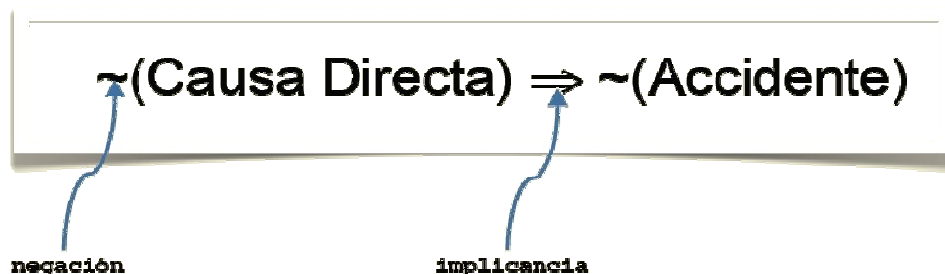 ~(Causa Directa) ⇒ ~(Accidente)
negación implicancia